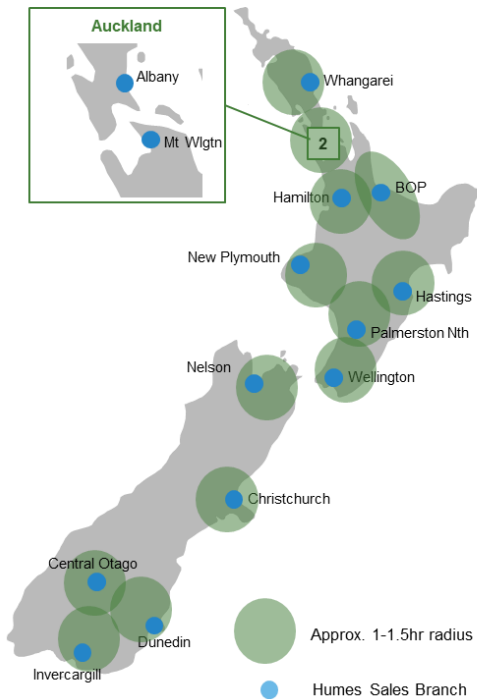 Auckland
Albany
Mt Wlgtn
Whangarei
2
Hamilton
BOP
New Plymouth
Hastings
Palmerston Nth
Nelson
Wellington
Christchurch
Central Otago
Dunedin
Invercargill
Approx. 1-1.5hr radius
Humes Sales Branch